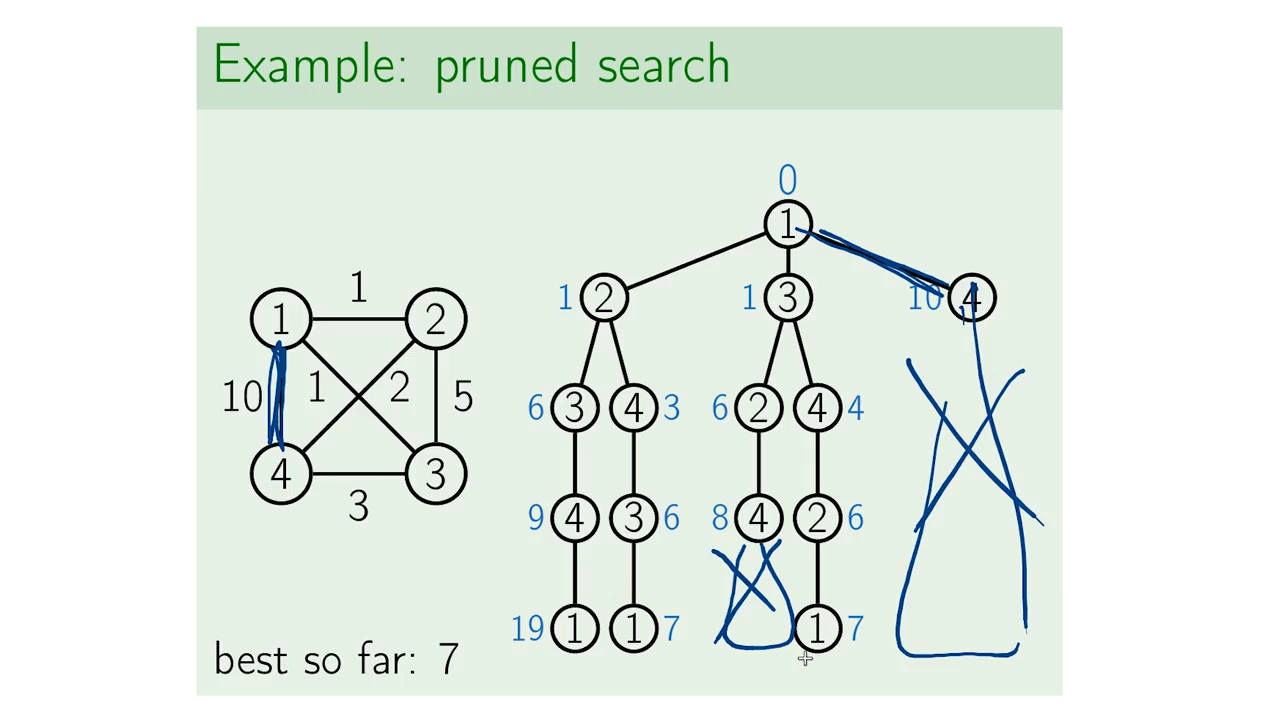 Example: pruned search
0
1
1 2 1 3 10 4
1
1 2
10 1 2 5
4 3
3
6 3 4 3 6 2 4 4
9 4 3 6 8 4 2 6
19 1 1 7 1 7
best so far: 7